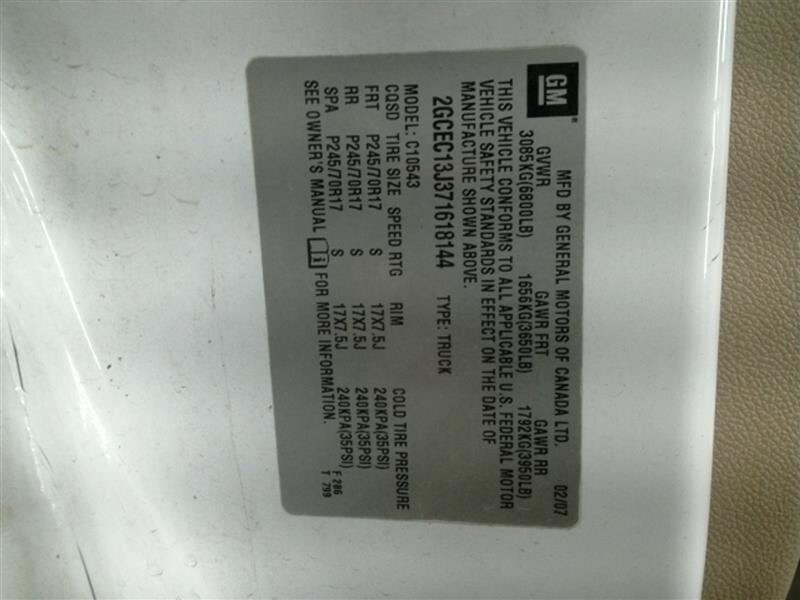 GM
MFD BY GENERAL MOTORS OF CANADA LTD. 02/07
GVWR GAWR FRT GAWR RR
3085KG(6800LB) 1656KG(3650LB) 1792KG(3950LB)
THIS VEHICLE CONFORMS TO ALL APPLICABLE U.S. FEDERAL MOTOR
VEHICLE SAFETY STANDARDS IN EFFECT ON THE DATE OF
MANUFACTURE SHOWN ABOVE.
2GCEC13J371618144 TYPE: TRUCK
MODEL: C10543
CQSD TIRE SIZE SPEED RTG RIM COLD TIRE PRESSURE
FRT P245/70R17 S 17X7.5J 240KPA(35PSI)
RR P245/70R17 S 17X7.5J 240KPA(35PSI)
SPA P245/70R17 S 17X7.5J 240KPA(35PSI)
SEE OWNER'S MANUAL FOR MORE INFORMATION.
F 286
T 799